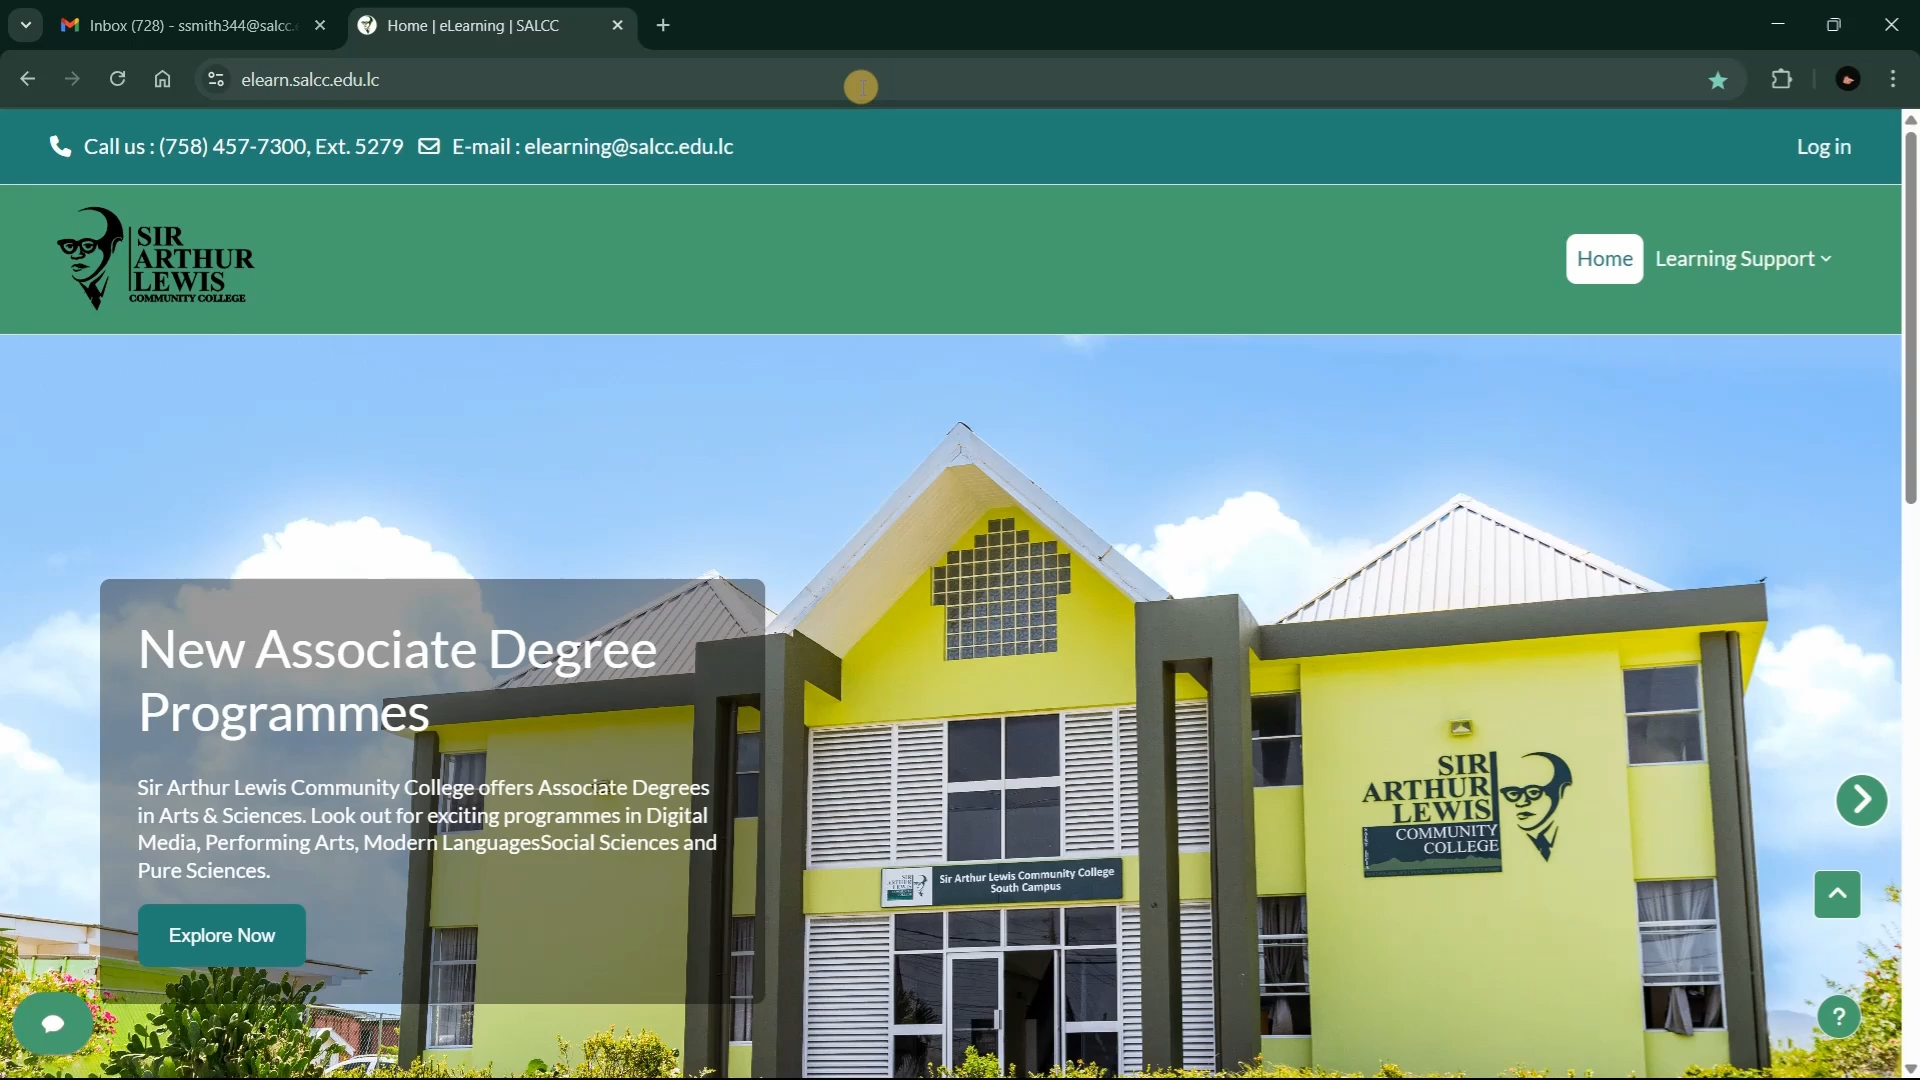 Inbox (728) - ssmith344@salcc.
Home | eLearning | SALCC
elearn.salcc.edu.lc
Call us : (758) 457-7300, Ext. 5279
E-mail : elearning@salcc.edu.lc
Log in
SIR
ARTHUR
LEWIS
COMMUNITY COLLEGE
Home
Learning Support
New Associate Degree
Programmes
Sir Arthur Lewis Community College offers Associate Degrees
in Arts & Sciences. Look out for exciting programmes in Digital
Media, Performing Arts, Modern LanguagesSocial Sciences and
Pure Sciences.
Explore Now
SIR
ARTHUR
LEWIS
COMMUNITY
COLLEGE
Sir Arthur Lewis Community College
South Campus
?